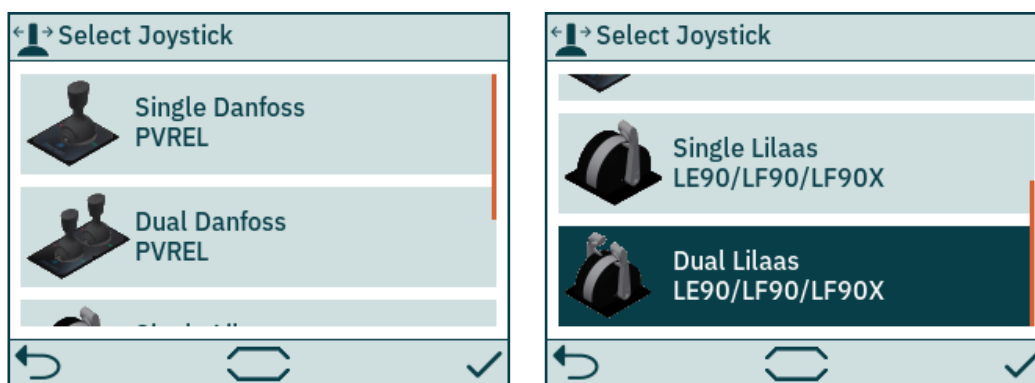 Select Joystick
Single Danfoss
PVREL
Dual Danfoss
PVREL
Select Joystick
Single Lilaas
LE90/LF90/LF90X
Dual Lilaas
LE90/LF90/LF90X